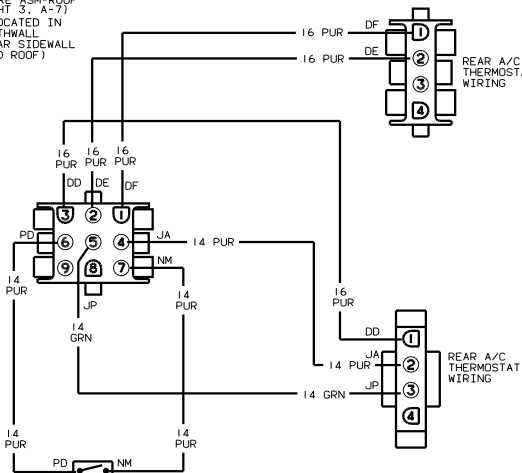 HT 3, A-7)
OCATED IN
THWALL
AR SIDEWALL
D ROOF)
16 PUR DF
16 PUR DE
1
2
3
4
REAR A/C
THERMOSTA
WIRING
16
PUR
16
PUR
16
PUR
DD DE DF
3 2 1
PD 6 5 4 JA 14 PUR
9 8 7 NM
14
PUR
JP
14
GRN
14
PUR
16
PUR
DD 1
JA
14 PUR 2
JP
14 GRN 3
4
REAR A/C
THERMOSTAT
WIRING
14
PUR
14
PUR
PD NM